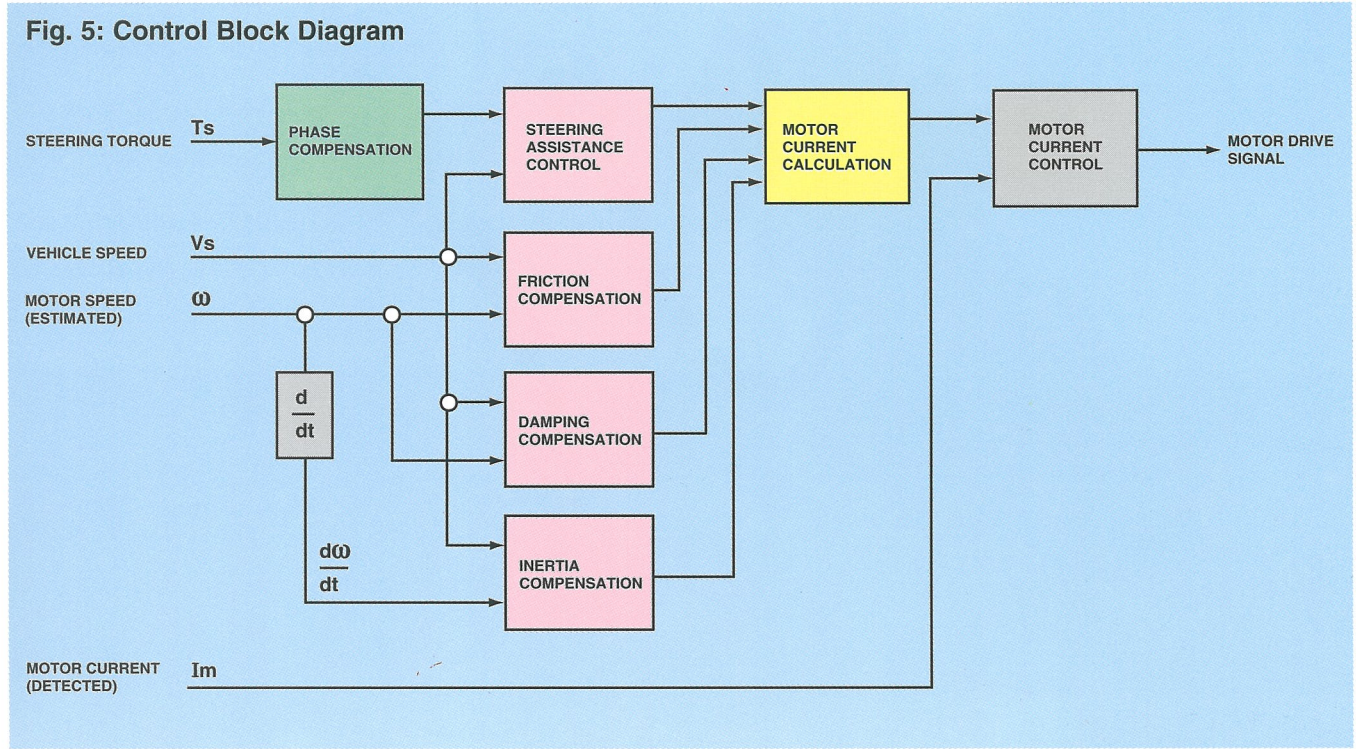 Fig. 5: Control Block Diagram
STEERING TORQUE
Ts
PHASE
COMPENSATION
STEERING
ASSISTANCE
CONTROL
MOTOR
CURRENT
CALCULATION
MOTOR
CURRENT
CONTROL
MOTOR DRIVE
SIGNAL
VEHICLE SPEED
Vs
FRICTION
COMPENSATION
MOTOR SPEED
(ESTIMATED)
ω
d
dt
DAMPING
COMPENSATION
dω
dt
INERTIA
COMPENSATION
MOTOR CURRENT
(DETECTED)
Im